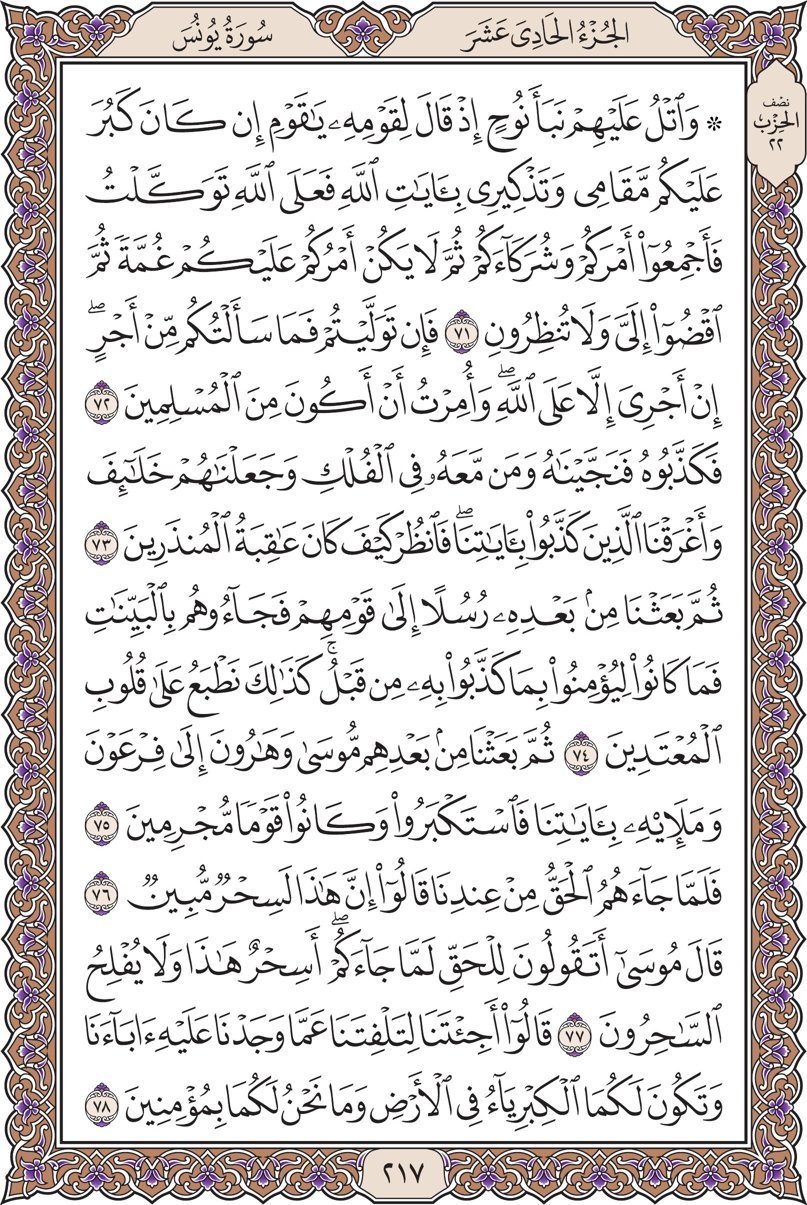 الجُزْءُ الحَادِىَ عَشَرَ
سُورَةُ يُونُسَ
نصْف
الحِزْب
٢٢
۞ وَٱتْلُ عَلَيْهِمْ نَبَأَ نُوحٍ إِذْ قَالَ لِقَوْمِهِۦ يَٰقَوْمِ إِن كَانَ كَبُرَ
عَلَيْكُم مَّقَامِى وَتَذْكِيرِى بِـَٔايَٰتِ ٱللَّهِ فَعَلَى ٱللَّهِ تَوَكَّلْتُ
فَأَجْمِعُوٓا۟ أَمْرَكُمْ وَشُرَكَآءَكُمْ ثُمَّ لَا يَكُنْ أَمْرُكُمْ عَلَيْكُمْ غُمَّةً ثُمَّ
ٱقْضُوٓا۟ إِلَىَّ وَلَا تُنظِرُونِ ٧١ فَإِن تَوَلَّيْتُمْ فَمَا سَأَلْتُكُم مِّنْ أَجْرٍ ۖ
إِنْ أَجْرِىَ إِلَّا عَلَى ٱللَّهِ ۖ وَأُمِرْتُ أَنْ أَكُونَ مِنَ ٱلْمُسْلِمِينَ ٧٢
فَكَذَّبُوهُ فَنَجَّيْنَٰهُ وَمَن مَّعَهُۥ فِى ٱلْفُلْكِ وَجَعَلْنَٰهُمْ خَلَٰٓئِفَ
وَأَغْرَقْنَا ٱلَّذِينَ كَذَّبُوا۟ بِـَٔايَٰتِنَا ۖ فَٱنظُرْ كَيْفَ كَانَ عَٰقِبَةُ ٱلْمُنذَرِينَ ٧٣
ثُمَّ بَعَثْنَا مِنۢ بَعْدِهِۦ رُسُلًا إِلَىٰ قَوْمِهِمْ فَجَآءُوهُم بِٱلْبَيِّنَٰتِ
فَمَا كَانُوا۟ لِيُؤْمِنُوا۟ بِمَا كَذَّبُوا۟ بِهِۦ مِن قَبْلُ ۚ كَذَٰلِكَ نَطْبَعُ عَلَىٰ قُلُوبِ
ٱلْمُعْتَدِينَ ٧٤ ثُمَّ بَعَثْنَا مِنۢ بَعْدِهِم مُّوسَىٰ وَهَٰرُونَ إِلَىٰ فِرْعَوْنَ
وَمَلَإِي۟هِۦ بِـَٔايَٰتِنَا فَٱسْتَكْبَرُوا۟ وَكَانُوا۟ قَوْمًا مُّجْرِمِينَ ٧٥
فَلَمَّا جَآءَهُمُ ٱلْحَقُّ مِنْ عِندِنَا قَالُوٓا۟ إِنَّ هَٰذَا لَسِحْرٌ مُّبِينٌ ٧٦
قَالَ مُوسَىٰٓ أَتَقُولُونَ لِلْحَقِّ لَمَّا جَآءَكُمْ ۖ أَسِحْرٌ هَٰذَا وَلَا يُفْلِحُ
ٱلسَّٰحِرُونَ ٧٧ قَالُوٓا۟ أَجِئْتَنَا لِتَلْفِتَنَا عَمَّا وَجَدْنَا عَلَيْهِ ءَابَآءَنَا
وَتَكُونَ لَكُمَا ٱلْكِبْرِيَآءُ فِى ٱلْأَرْضِ وَمَا نَحْنُ لَكُمَا بِمُؤْمِنِينَ ٧٨
٢١٧